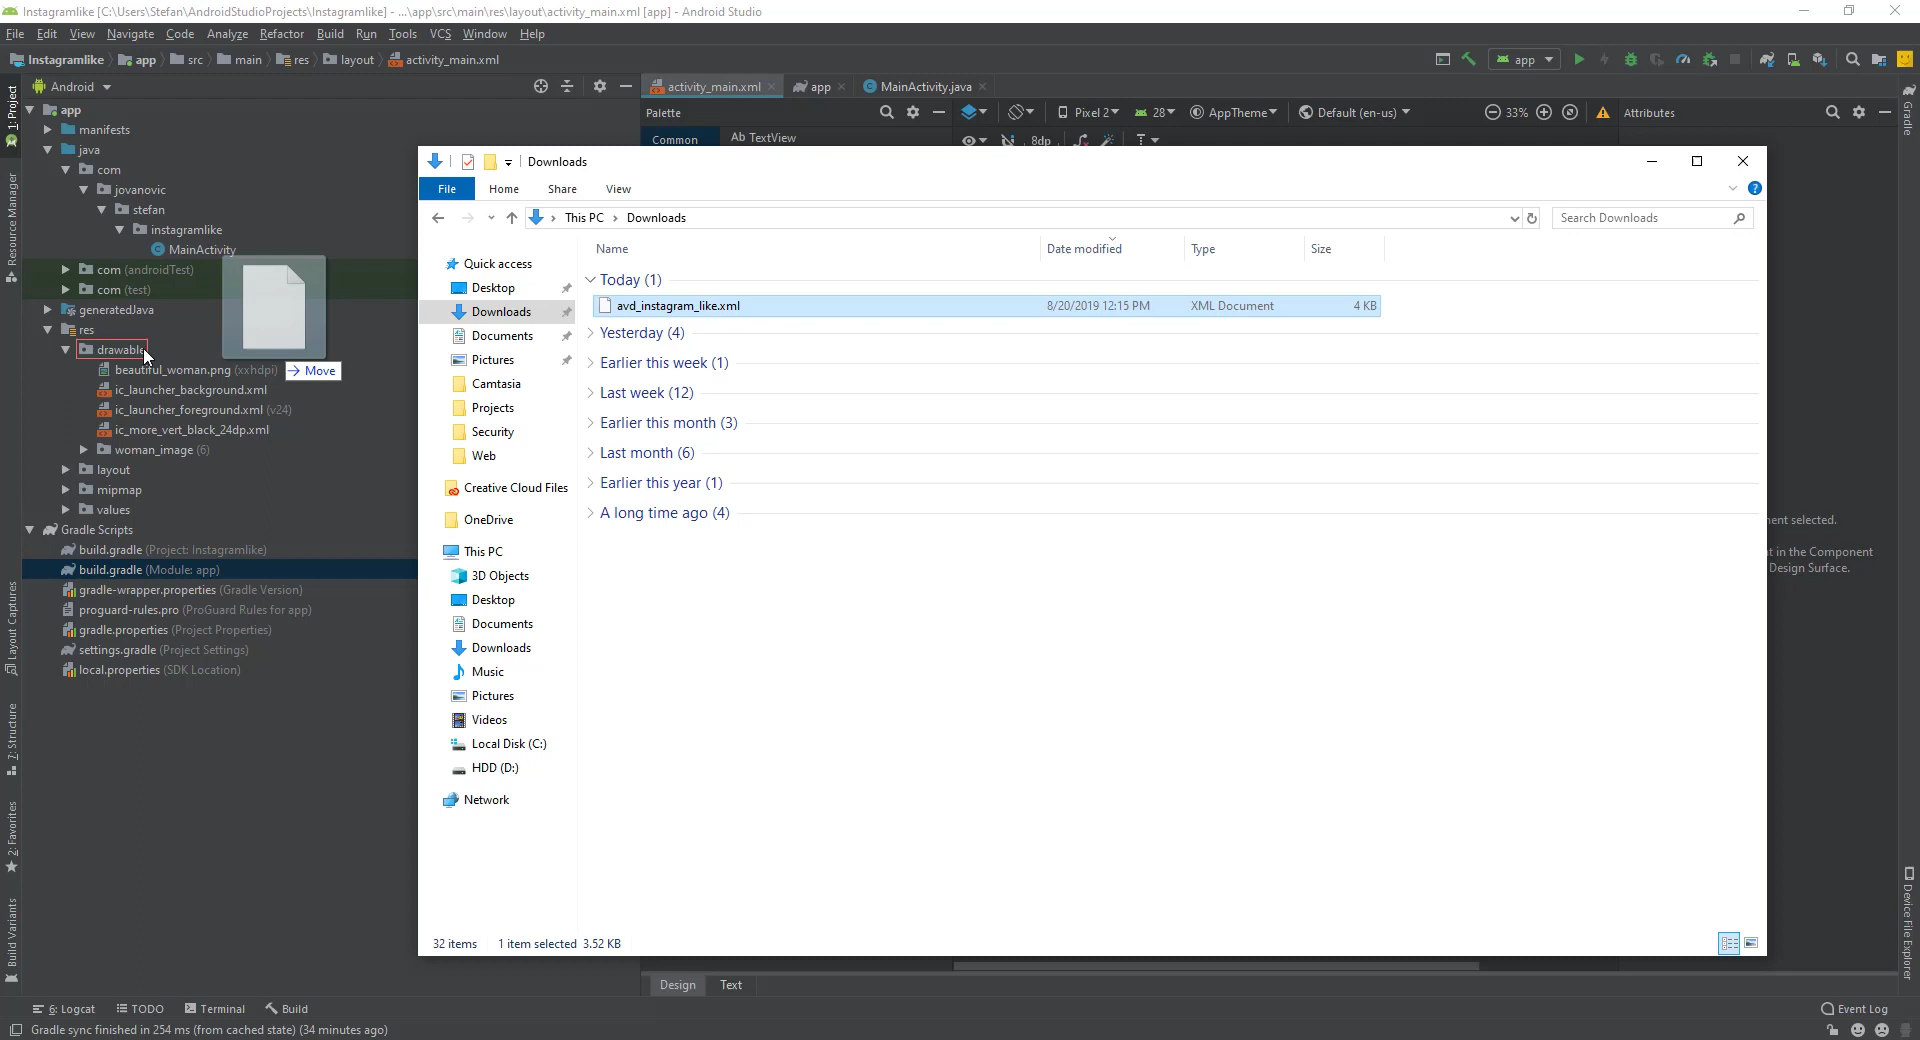 Instagramlike [C:\Users\Stefan\AndroidStudioProjects\Instagramlike] - ...\app\src\main\res\layout\activity_main.xml [app] - Android Studio
File Edit View Navigate Code Analyze Refactor Build Run Tools VCS Window Help
Instagramlike app src main res layout activity_main.xml
app
Android
activity_main.xml app MainActivity.java
Palette
Pixel 2 28 AppTheme Default (en-us) 33%
Attributes
Common Ab TextView
8dp
1: Project
Resource Manager
Layout Captures
7: Structure
2: Favorites
Build Variants
Gradle
Device File Explorer
app
manifests
java
com
jovanovic
stefan
instagramlike
MainActivity
com (androidTest)
com (test)
generatedJava
res
drawable
beautiful_woman.png (xxhdpi)
Move
ic_launcher_background.xml
ic_launcher_foreground.xml (v24)
ic_more_vert_black_24dp.xml
woman_image (6)
layout
mipmap
values
Gradle Scripts
build.gradle (Project: Instagramlike)
build.gradle (Module: app)
gradle-wrapper.properties (Gradle Version)
proguard-rules.pro (ProGuard Rules for app)
gradle.properties (Project Properties)
settings.gradle (Project Settings)
local.properties (SDK Location)
Downloads
File Home Share View
This PC Downloads
Search Downloads
Name Date modified Type Size
Quick access
Desktop
Downloads
Documents
Pictures
Camtasia
Projects
Security
Web
Creative Cloud Files
OneDrive
This PC
3D Objects
Desktop
Documents
Downloads
Music
Pictures
Videos
Local Disk (C:)
HDD (D:)
Network
Today (1)
avd_instagram_like.xml 8/20/2019 12:15 PM XML Document 4 KB
Yesterday (4)
Earlier this week (1)
Last week (12)
Earlier this month (3)
Last month (6)
Earlier this year (1)
A long time ago (4)
32 items 1 item selected 3.52 KB
selected.
in the Component
Design Surface.
Design Text
6: Logcat TODO Terminal Build
Event Log
Gradle sync finished in 254 ms (from cached state) (34 minutes ago)